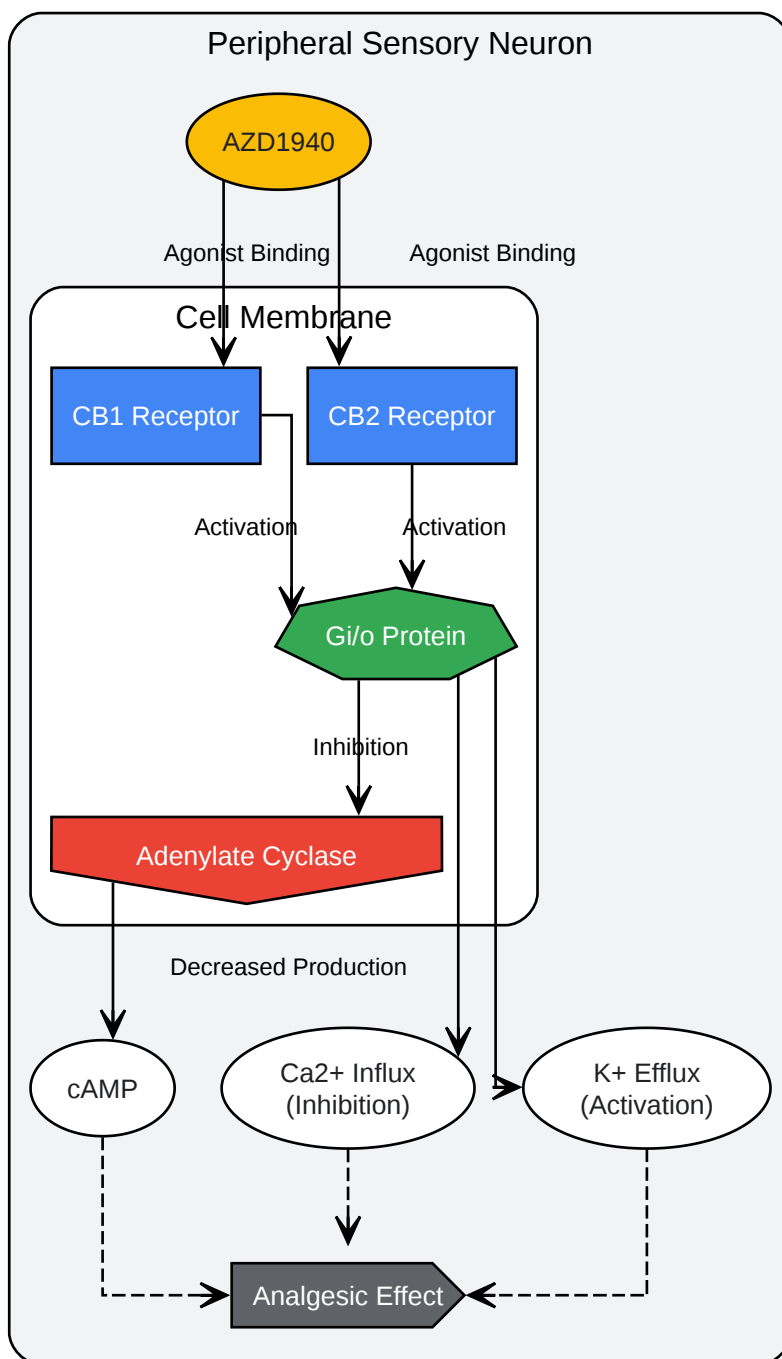 Peripheral Sensory Neuron
AZD1940
Agonist Binding
Agonist Binding
Cell Membrane
CB1 Receptor
CB2 Receptor
Activation
Activation
Gi/o Protein
Inhibition
Adenylate Cyclase
Decreased Production
cAMP
Ca2+ Influx
(Inhibition)
K+ Efflux
(Activation)
Analgesic Effect